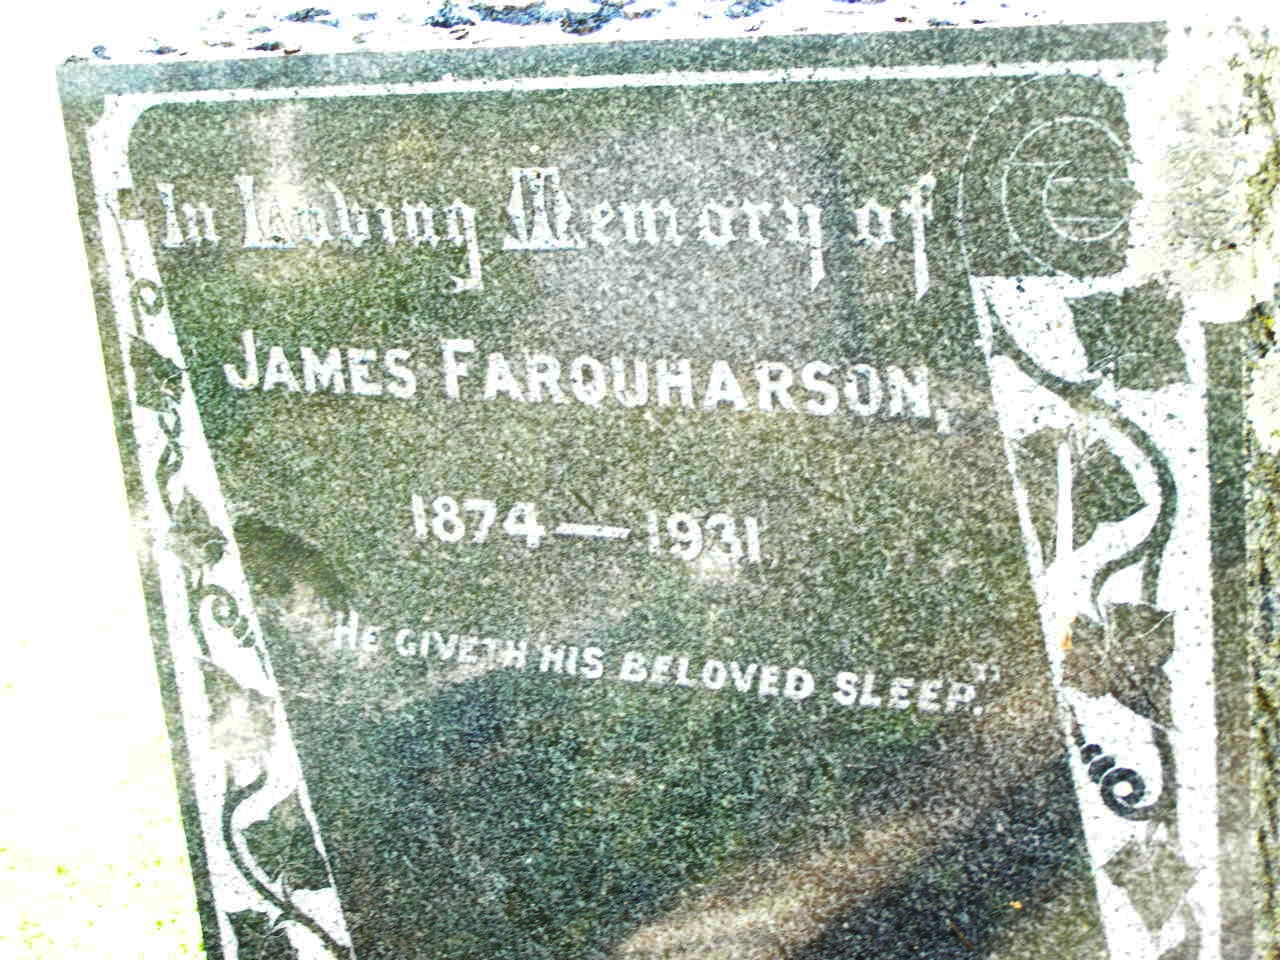 In Loving Memory of
JAMES FARQUHARSON,
1874 — 1931
HE GIVETH HIS BELOVED SLEEP."